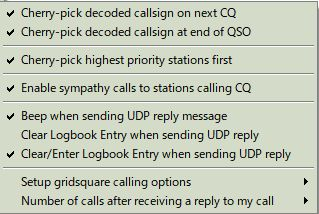 Cherry-pick decoded callsign on next CQ
Cherry-pick decoded callsign at end of QSO
Cherry-pick highest priority stations first
Enable sympathy calls to stations calling CQ
Beep when sending UDP reply message
Clear Logbook Entry when sending UDP reply
Clear/Enter Logbook Entry when sending UDP reply
Setup gridsquare calling options
Number of calls after receiving a reply to my call